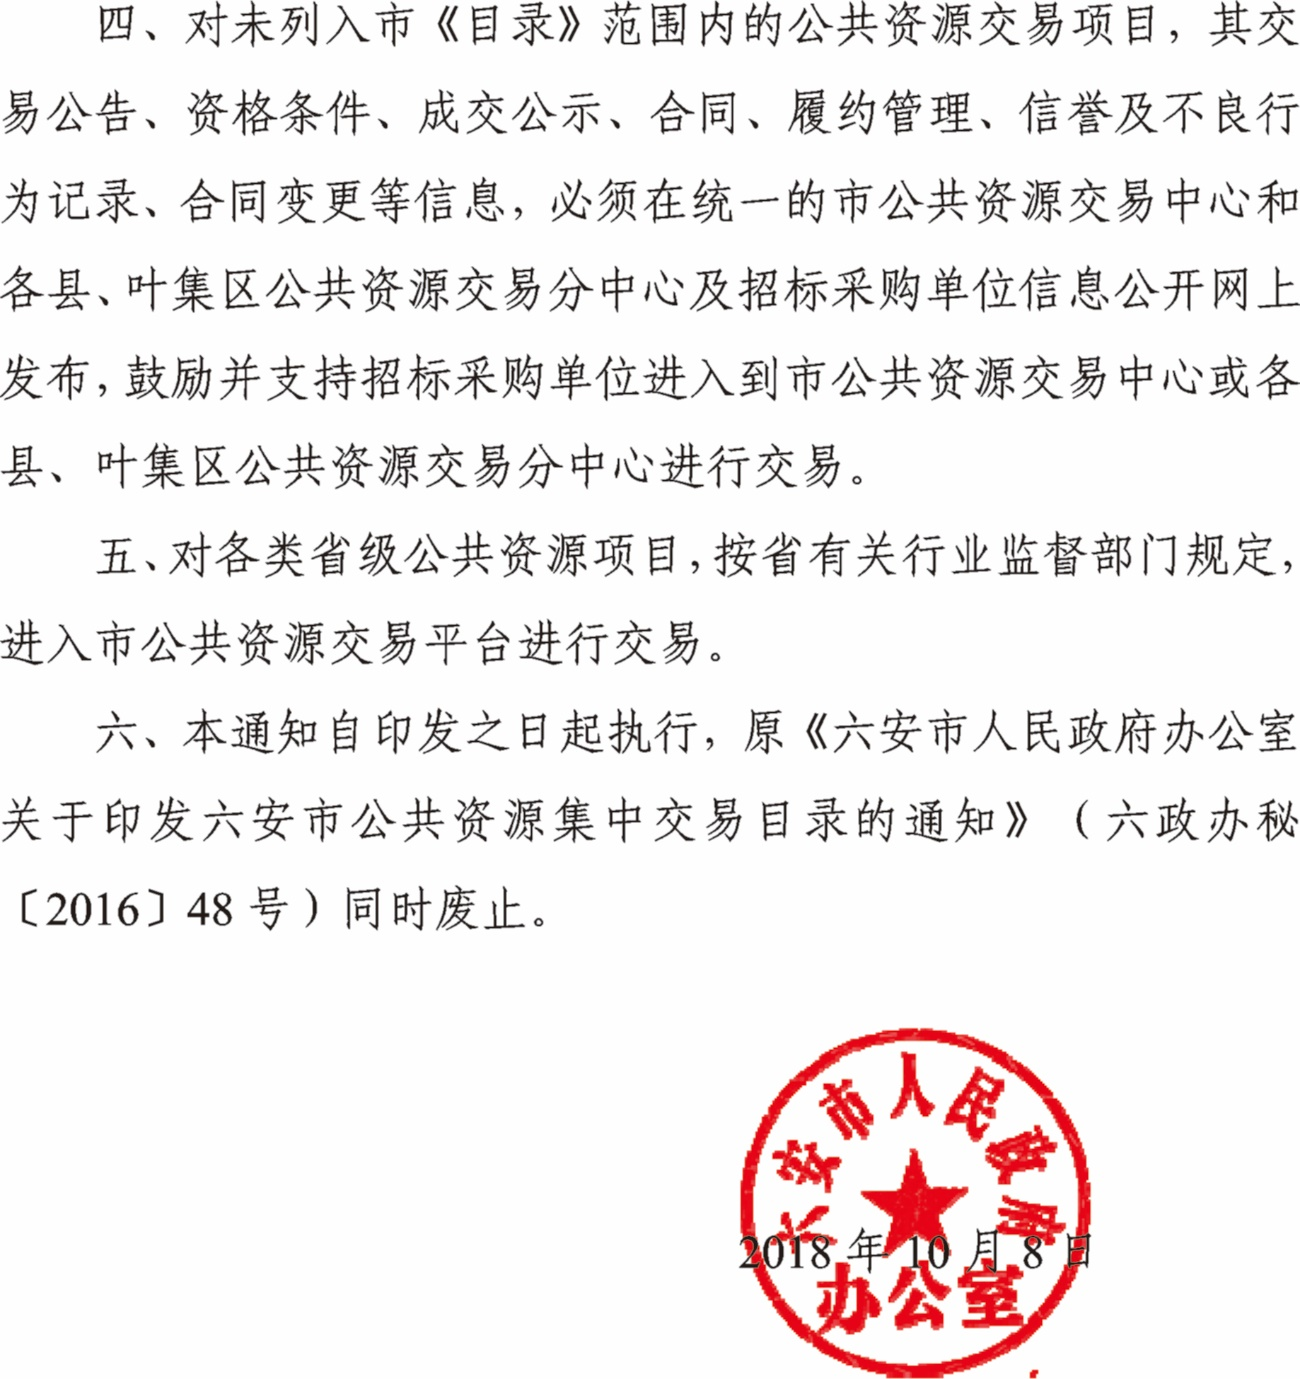 四、对未列入市《目录》范围内的公共资源交易项目，其交
易公告、资格条件、成交公示、合同、履约管理、信誉及不良行
为记录、合同变更等信息，必须在统一的市公共资源交易中心和
各县、叶集区公共资源交易分中心及招标采购单位信息公开网上
发布，鼓励并支持招标采购单位进入到市公共资源交易中心或各
县、叶集区公共资源交易分中心进行交易。
五、对各类省级公共资源项目，按省有关行业监督部门规定，
进入市公共资源交易平台进行交易。
六、本通知自印发之日起执行，原《六安市人民政府办公室
关于印发六安市公共资源集中交易目录的通知》（六政办秘
〔2016〕48 号）同时废止。
六安市人民政府
2018 年 10 月 8 日
办公室